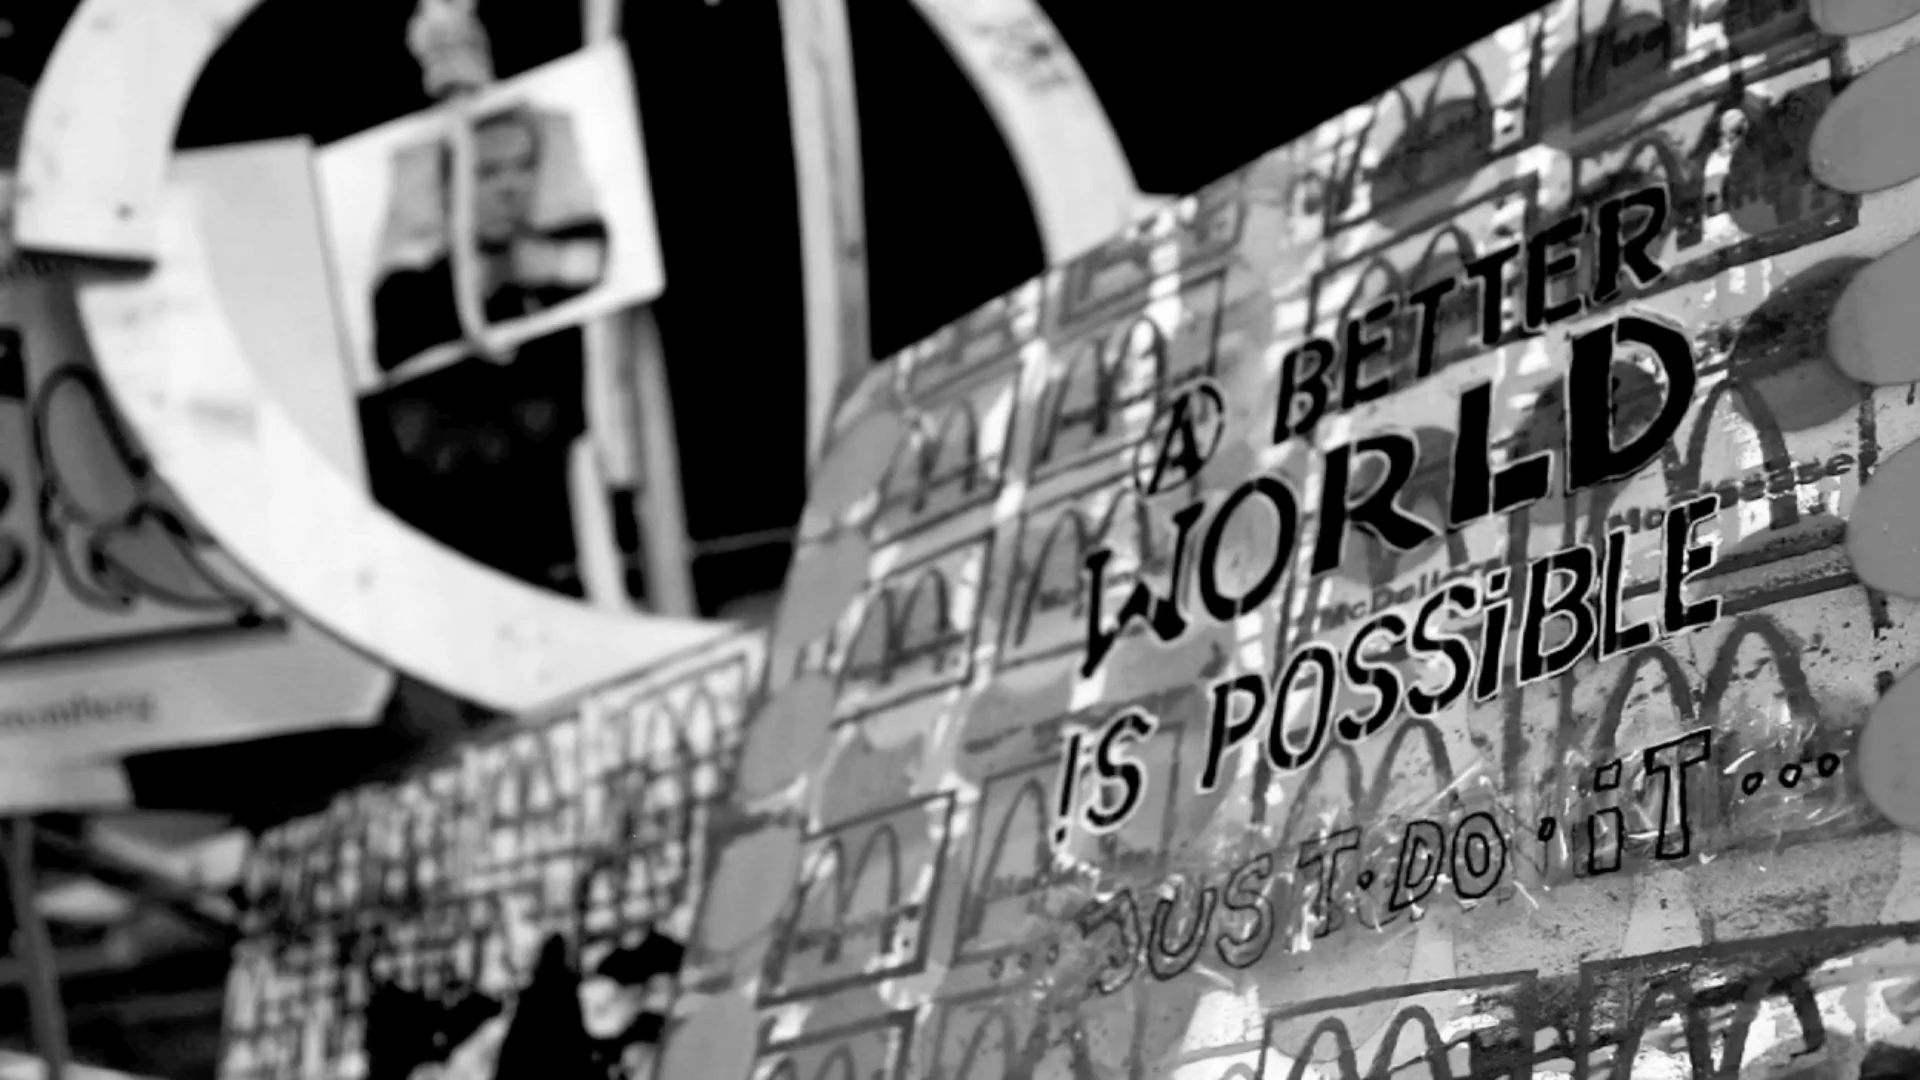 A BETTER
WORLD
IS POSSIBLE
... JUST·DO·iT...